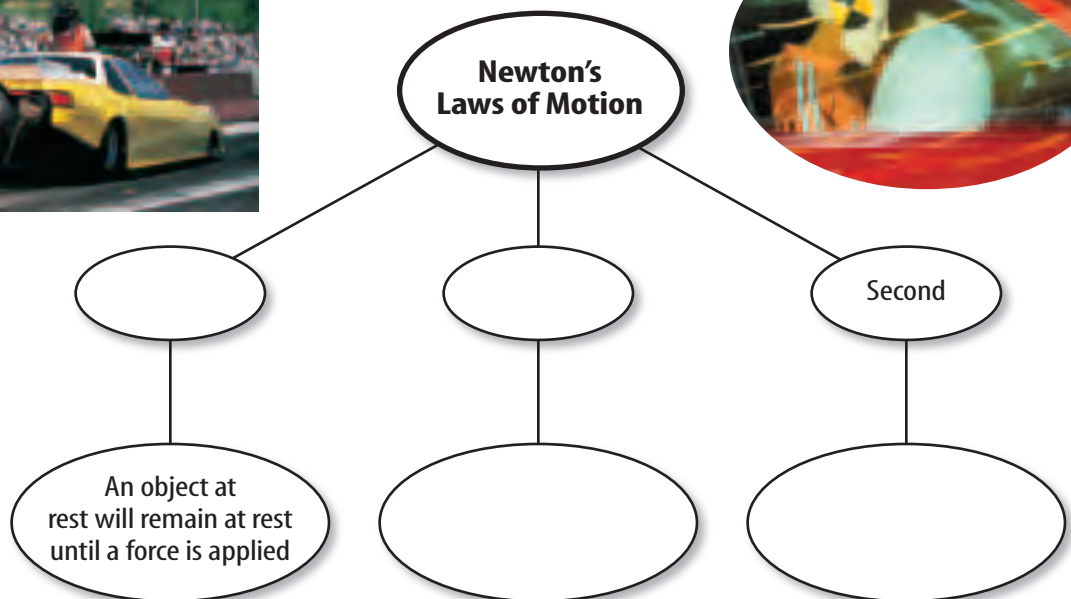 Newton’s
Laws of Motion
Second
An object at
rest will remain at rest
until a force is applied